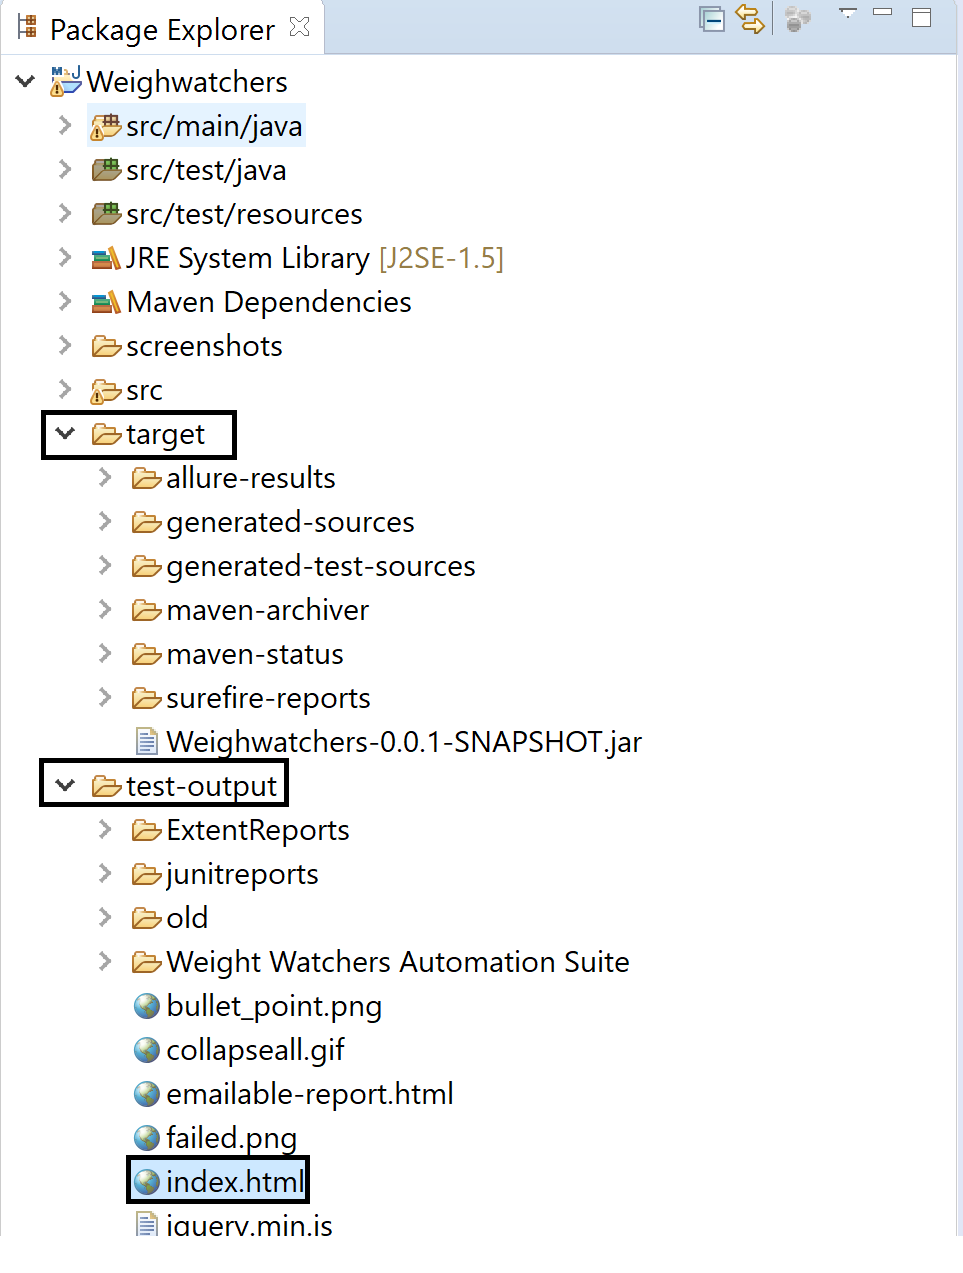 Package Explorer
Weighwatchers
src/main/java
src/test/java
src/test/resources
JRE System Library [J2SE-1.5]
Maven Dependencies
screenshots
src
target
allure-results
generated-sources
generated-test-sources
maven-archiver
maven-status
surefire-reports
Weighwatchers-0.0.1-SNAPSHOT.jar
test-output
ExtentReports
junitreports
old
Weight Watchers Automation Suite
bullet_point.png
collapseall.gif
emailable-report.html
failed.png
index.html
jquery.min.js